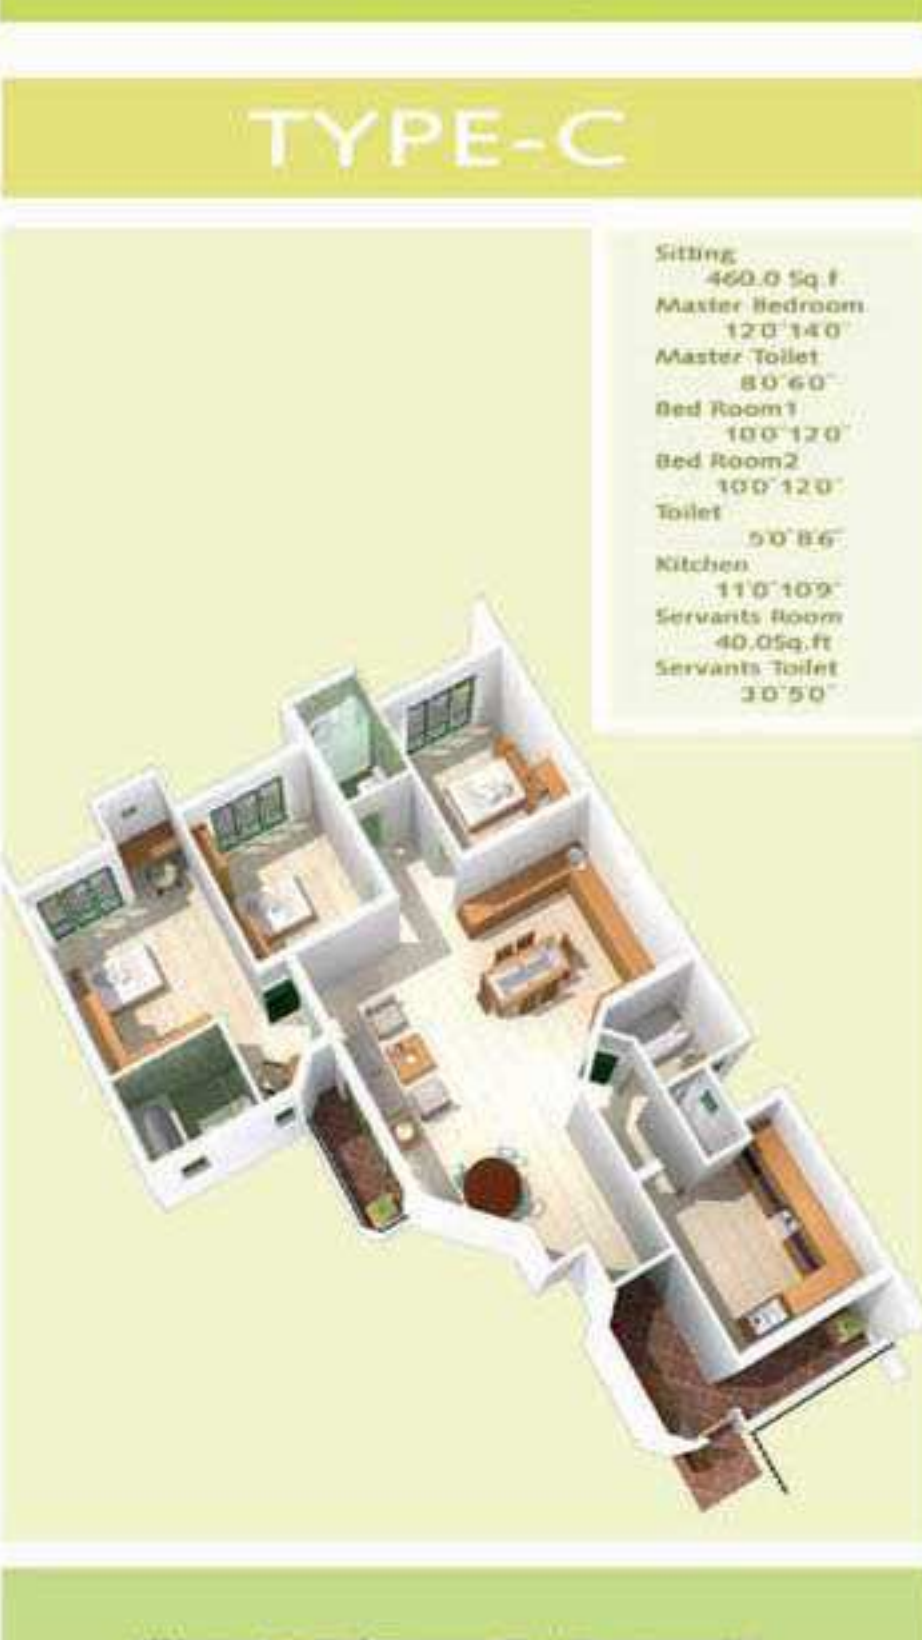 TYPE-C
Sitting
460.0 Sq.f
Master Bedroom
12'0"14'0"
Master Toilet
8'0"6'0"
Bed Room1
10'0"12'0"
Bed Room2
10'0"12'0"
Toilet
5'0"8'6"
Kitchen
11'0"10'9"
Servants Room
40.0Sq.ft
Servants Toilet
3'0"5'0"